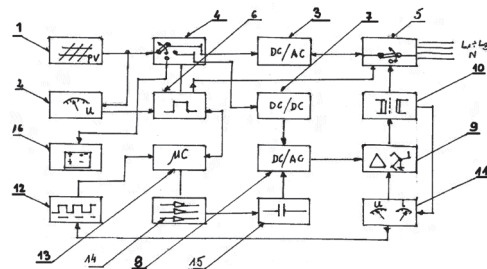 4 6 3 7 5
1 PV DC/AC L1÷L3
N
2 U DC/DC 10
16 μC DC/AC 9
12 U I 11
13 14 8 15